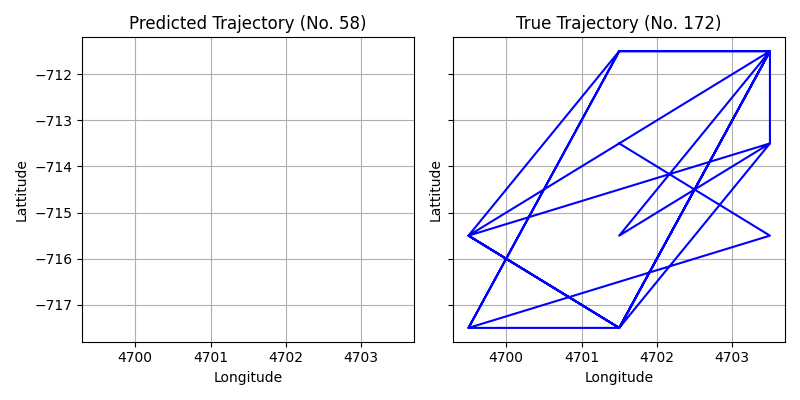 Predicted Trajectory (No. 58)
True Trajectory (No. 172)
−712
−713
−714
−715
−716
−717
Lattitude
Lattitude
4700 4701 4702 4703
4700 4701 4702 4703
Longitude
Longitude